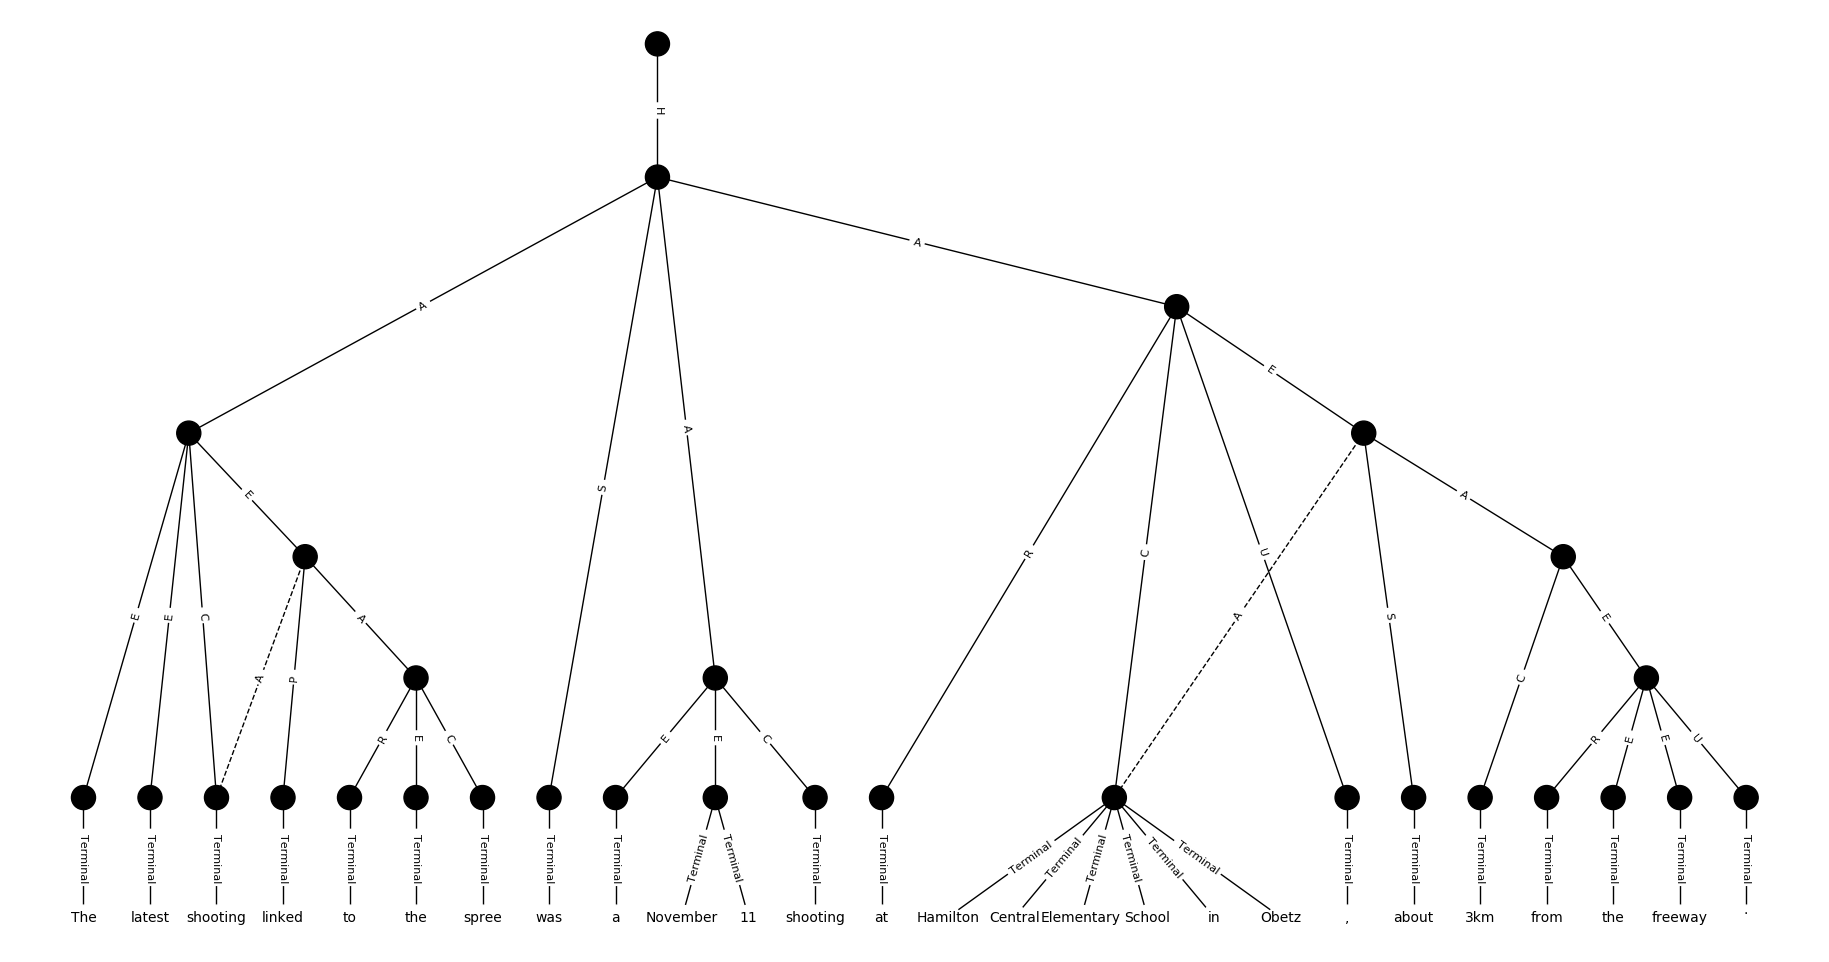 H
A
A
A
S
A
E
E
E
E
C
R
C
U
E
A
A
P
A
S
C
E
R
E
C
E
E
C
R
E
E
U
Terminal Terminal Terminal Terminal Terminal Terminal Terminal Terminal Terminal Terminal Terminal Terminal Terminal Terminal Terminal Terminal Terminal Terminal Terminal Terminal Terminal Terminal Terminal Terminal Terminal Terminal
The latest shooting linked to the spree was a November 11 shooting at Hamilton Central Elementary School in Obetz , about 3km from the freeway .